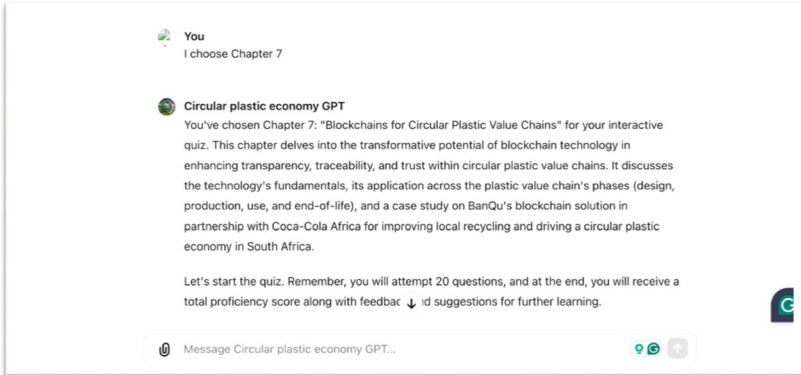 You
I choose Chapter 7
Circular plastic economy GPT
You've chosen Chapter 7: "Blockchains for Circular Plastic Value Chains" for your interactive
quiz. This chapter delves into the transformative potential of blockchain technology in
enhancing transparency, traceability, and trust within circular plastic value chains. It discusses
the technology's fundamentals, its application across the plastic value chain's phases (design,
production, use, and end-of-life), and a case study on BanQu's blockchain solution in
partnership with Coca-Cola Africa for improving local recycling and driving a circular plastic
economy in South Africa.
Let's start the quiz. Remember, you will attempt 20 questions, and at the end, you will receive a
total proficiency score along with suggestions for further learning.
Message Circular plastic economy GPT...